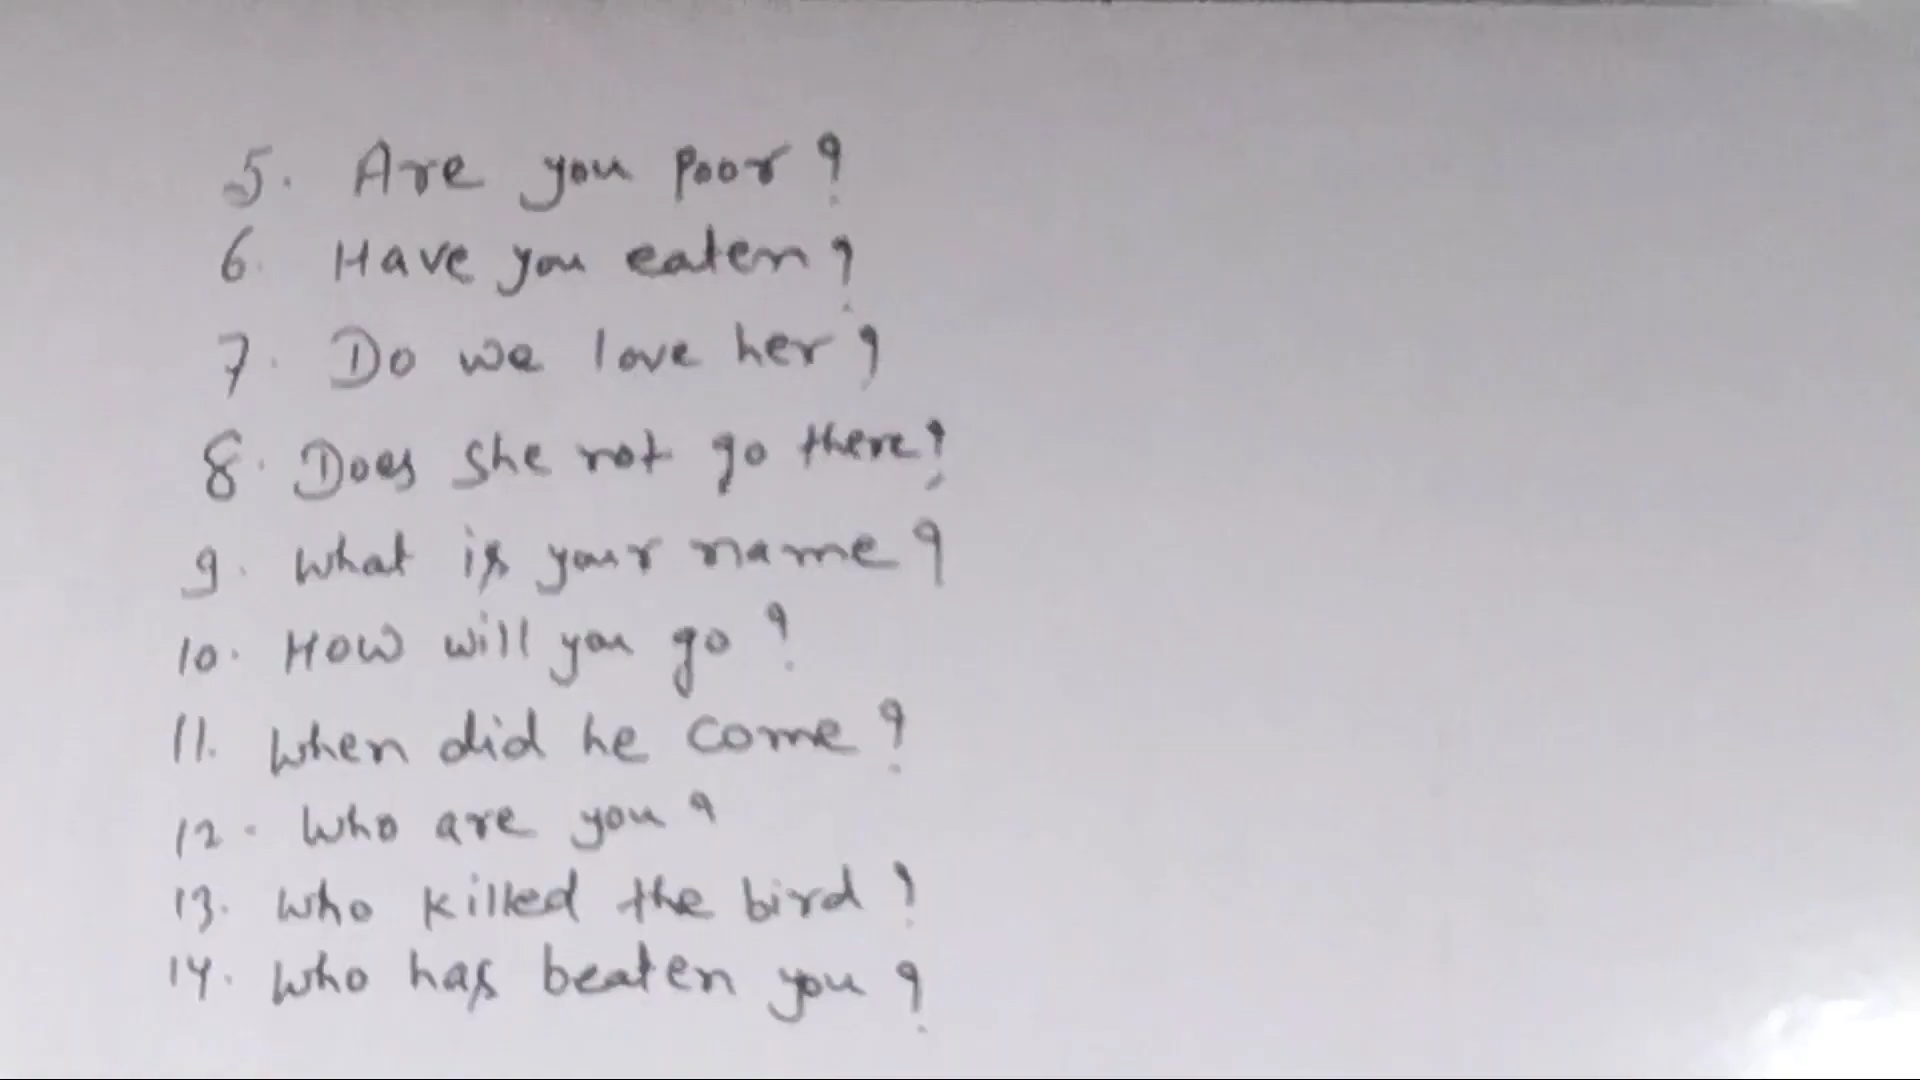 5. Are you poor?
6. Have you eaten?
7. Do we love her?
8. Does she not go there?
9. What is your name?
10. How will you go?
11. When did he come?
12. Who are you?
13. Who killed the bird?
14. Who has beaten you?